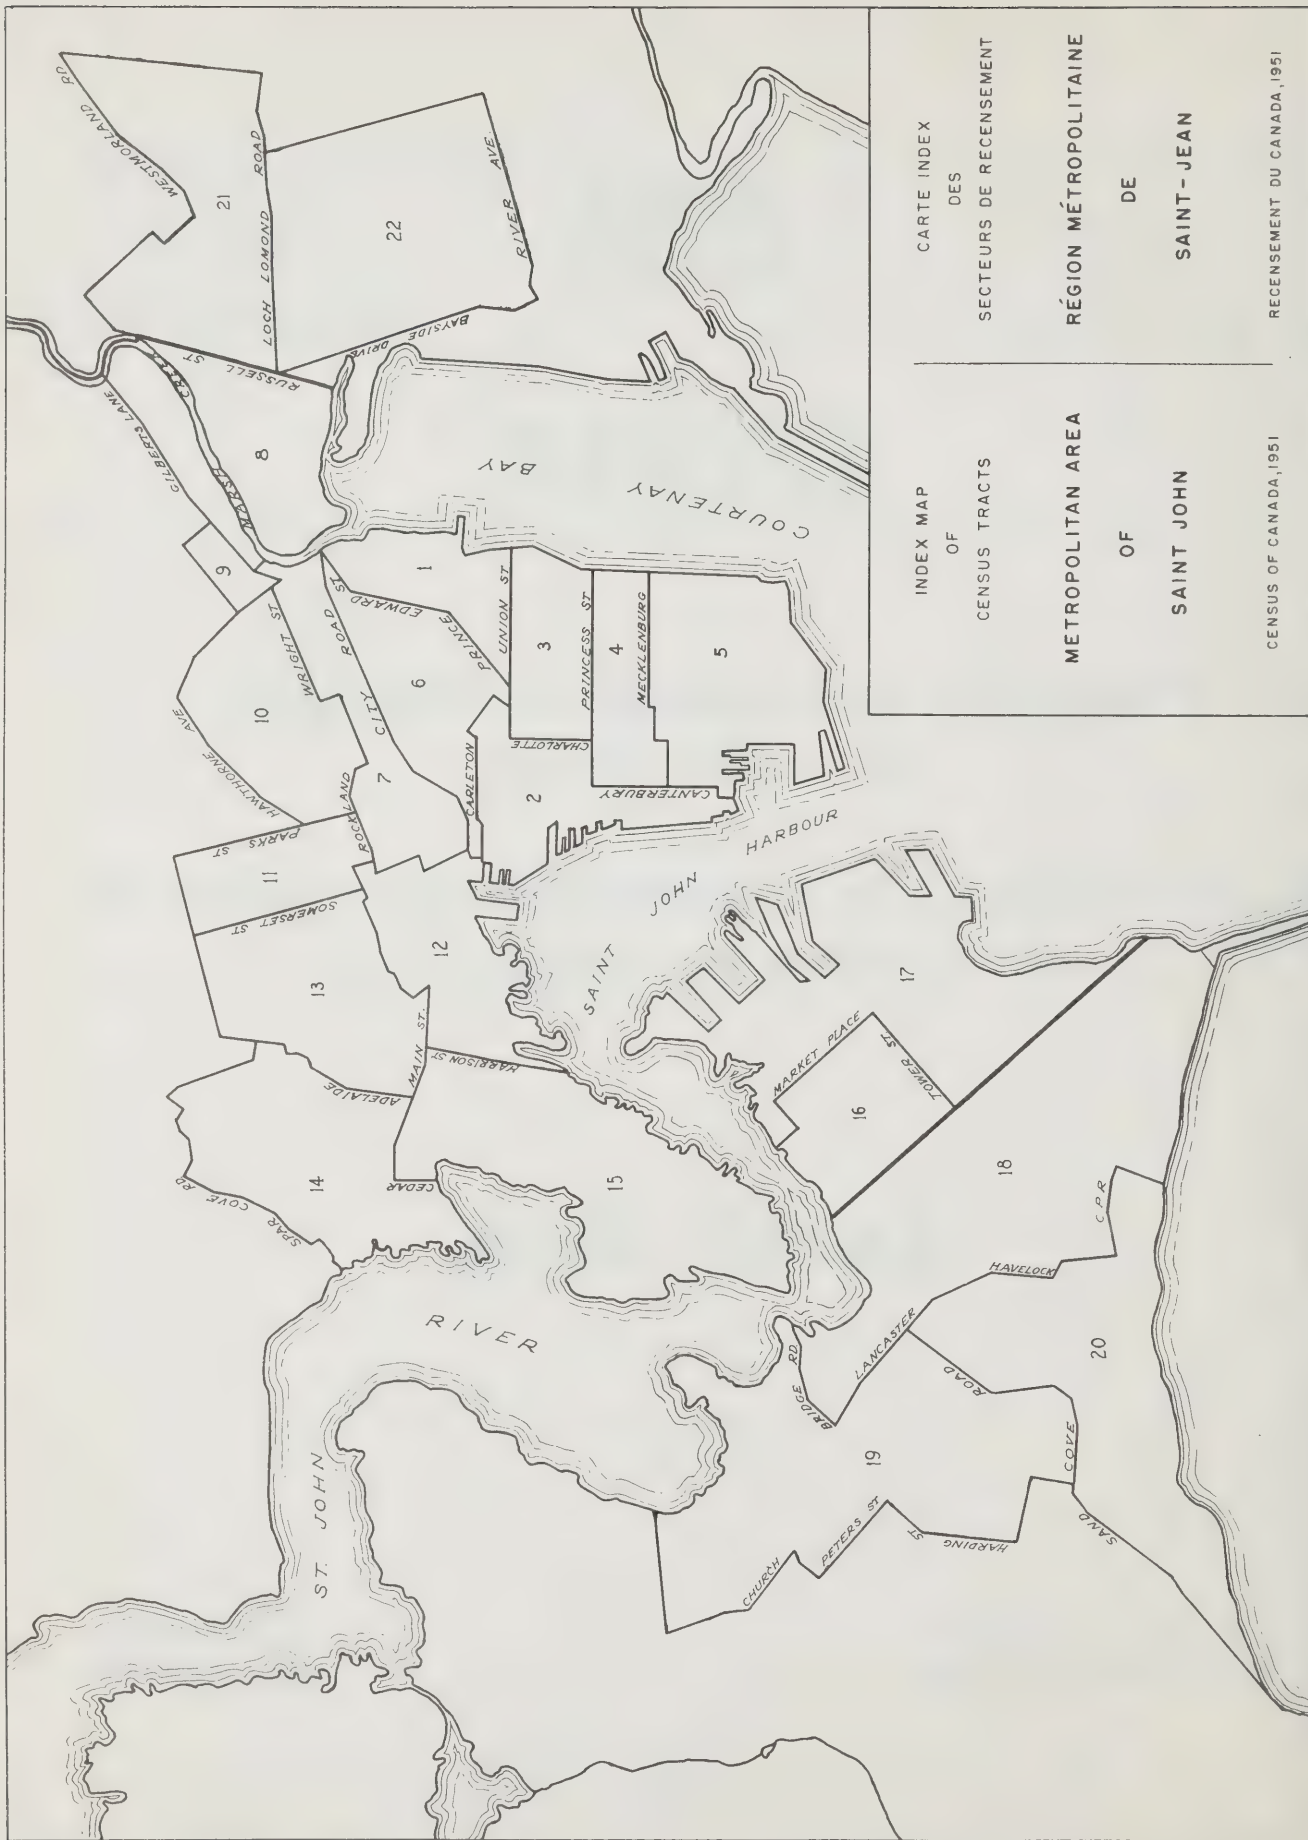 INDEX MAP
OF
CENSUS TRACTS
METROPOLITAN AREA
OF
SAINT JOHN
CENSUS OF CANADA, 1951
CARTE INDEX
DES
SECTEURS DE RECENSEMENT
RÉGION MÉTROPOLITAINE
DE
SAINT-JEAN
RECENSEMENT DU CANADA, 1951
ST. JOHN
RIVER
SAINT
JOHN
HARBOUR
COURTENAY
BAY
MARSH
CREEK
SPAR COVE RD
14
CEDAR
ADELAIDE
MAIN ST.
HARRISON ST
15
13
SOMERSET ST
11
PARKS ST
12
HAWTHORNE AVE
10
ROCKLAND
7
WRIGHT ST
CITY
ROAD
9
GILBERTS LANE
8
RUSSELL ST
WESTMORLAND RD
21
LOCH LOMOND ROAD
22
BAYSIDE DRIVE
RIVER AVE.
1
ST
EDWARD
PRINCE
6
CARLETON
2
UNION ST
CHARLOTTE
3
PRINCESS ST
4
MECKLENBURG
CANTERBURY
5
MARKET PLACE
16
TOWER ST
17
18
CPR
HAVELOCK
LANCASTER
BRIDGE RD.
ROAD
COVE
SAND
20
19
CHURCH
PETERS ST
HARDING ST